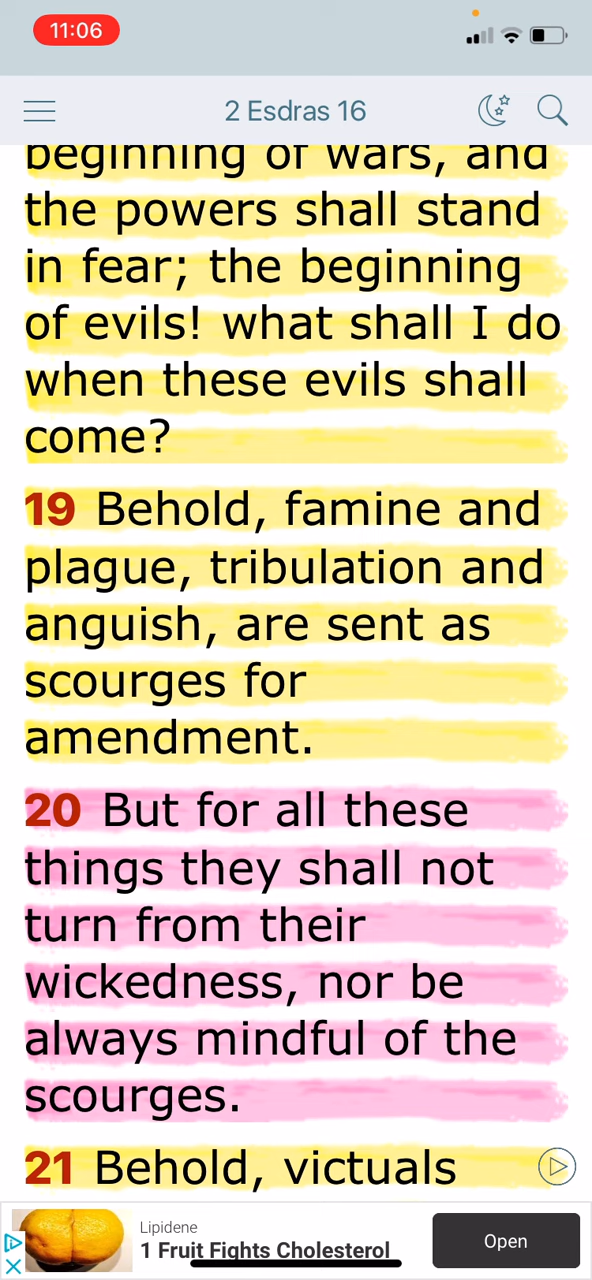 11:06
2 Esdras 16
beginning of wars, and
the powers shall stand
in fear; the beginning
of evils! what shall I do
when these evils shall
come?
19 Behold, famine and
plague, tribulation and
anguish, are sent as
scourges for
amendment.
20 But for all these
things they shall not
turn from their
wickedness, nor be
always mindful of the
scourges.
21 Behold, victuals
Lipidene
1 Fruit Fights Cholesterol
Open